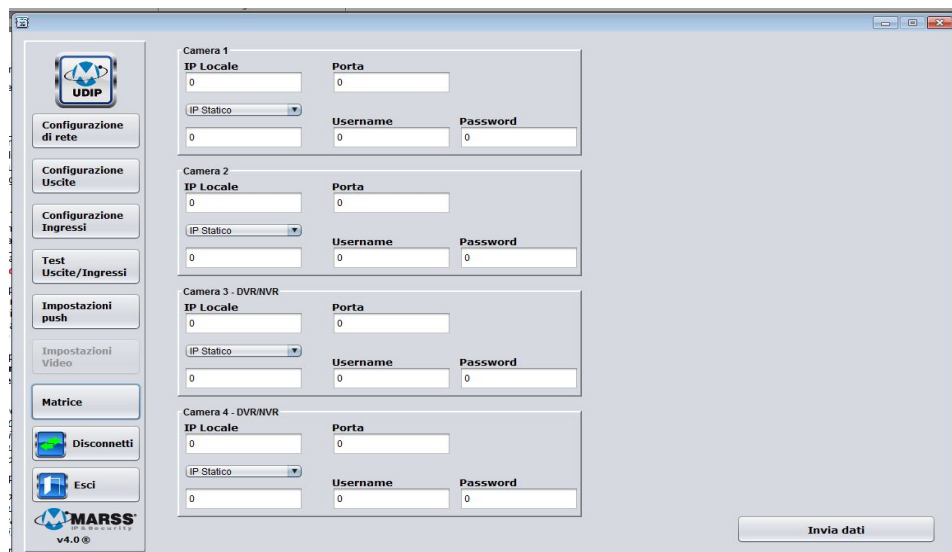 UDIP
Configurazione
di rete
Configurazione
Uscite
Configurazione
Ingressi
Test
Uscite/Ingressi
Impostazioni
push
Impostazioni
Video
Matrice
Disconnetti
Esci
MARSS
IP & Security
v4.0 ®
Camera 1
IP Locale Porta
0 0
IP Statico
Username Password
0 0 0
Camera 2
IP Locale Porta
0 0
IP Statico
Username Password
0 0 0
Camera 3 - DVR/NVR
IP Locale Porta
0 0
IP Statico
Username Password
0 0 0
Camera 4 - DVR/NVR
IP Locale Porta
0 0
IP Statico
Username Password
0 0 0
Invia dati